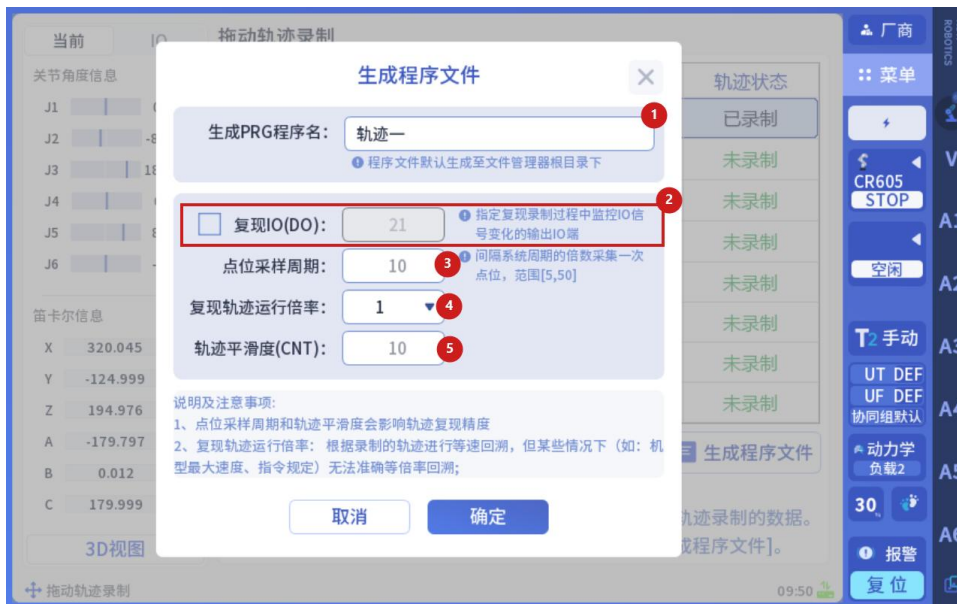 当前
IO
拖动轨迹录制
关节角度信息
J1
J2
-8
J3
18
J4
J5
8
J6
-
笛卡尔信息
X 320.045
Y -124.999
Z 194.976
A -179.797
B 0.012
C 179.999
3D视图
拖动轨迹录制
生成程序文件
1
生成PRG程序名： 轨迹一
程序文件默认生成至文件管理器根目录下
2
复现IO(DO)： 21
指定复现录制过程中监控IO信
号变化的输出IO端
点位采样周期： 10 3
间隔系统周期的倍数采集一次
点位，范围[5,50]
复现轨迹运行倍率： 1 4
轨迹平滑度(CNT)： 10 5
说明及注意事项:
1、点位采样周期和轨迹平滑度会影响轨迹复现精度
2、复现轨迹运行倍率： 根据录制的轨迹进行等速回溯，但某些情况下（如：机
型最大速度、指令规定）无法准确等倍率回溯;
取消
确定
轨迹状态
已录制
未录制
未录制
未录制
未录制
未录制
未录制
未录制
生成程序文件
轨迹录制的数据。
成程序文件]。
09:50
厂商
菜单
S
CR605
STOP
空闲
T2 手动
UT DEF
UF DEF
协同组默认
动力学
负载2
30%
报警
复位
ROBOTICS
V
A1
A2
A3
A4
A5
A6